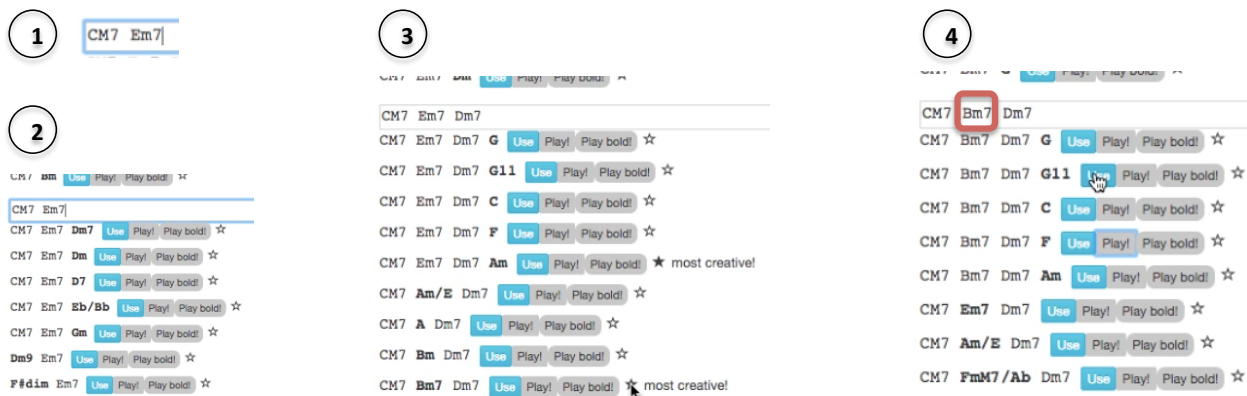 1
CM7 Em7
2
CM7 Bm Use Play! Play bold! ☆
CM7 Em7
CM7 Em7 Dm7 Use Play! Play bold! ☆
CM7 Em7 Dm Use Play! Play bold! ☆
CM7 Em7 D7 Use Play! Play bold! ☆
CM7 Em7 Eb/Bb Use Play! Play bold! ☆
CM7 Em7 Gm Use Play! Play bold! ☆
Dm9 Em7 Use Play! Play bold! ☆
F#dim Em7 Use Play! Play bold! ☆
3
CM7 Em7 Dm Use Play! Play bold! ☆
CM7 Em7 Dm7
CM7 Em7 Dm7 G Use Play! Play bold! ☆
CM7 Em7 Dm7 G11 Use Play! Play bold! ☆
CM7 Em7 Dm7 C Use Play! Play bold! ☆
CM7 Em7 Dm7 F Use Play! Play bold! ☆
CM7 Em7 Dm7 Am Use Play! Play bold! ★ most creative!
CM7 Am/E Dm7 Use Play! Play bold! ☆
CM7 A Dm7 Use Play! Play bold! ☆
CM7 Bm Dm7 Use Play! Play bold! ☆
CM7 Bm7 Dm7 Use Play! Play bold! ☆ most creative!
4
CM7 Bm7 G Use Play! Play bold! ☆
CM7 Bm7 Dm7
CM7 Bm7 Dm7 G Use Play! Play bold! ☆
CM7 Bm7 Dm7 G11 Use Play! Play bold! ☆
CM7 Bm7 Dm7 C Use Play! Play bold! ☆
CM7 Bm7 Dm7 F Use Play! Play bold! ☆
CM7 Bm7 Dm7 Am Use Play! Play bold! ☆
CM7 Em7 Dm7 Use Play! Play bold! ☆
CM7 Am/E Dm7 Use Play! Play bold! ☆
CM7 FmM7/Ab Dm7 Use Play! Play bold! ☆